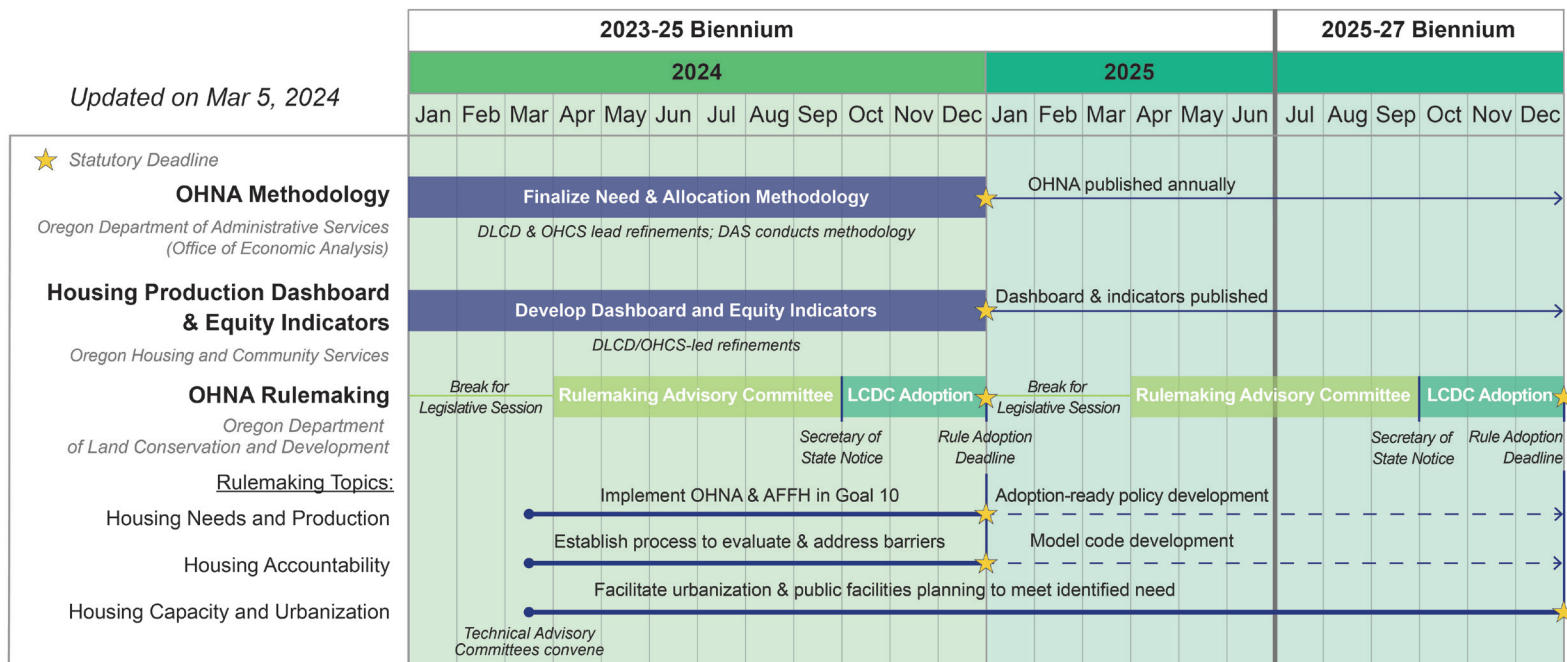 2023-25 Biennium
2025-27 Biennium
2024
2025
Updated on Mar 5, 2024
Jan Feb Mar Apr May Jun Jul Aug Sep Oct Nov Dec Jan Feb Mar Apr May Jun Jul Aug Sep Oct Nov Dec
Statutory Deadline
OHNA Methodology
Oregon Department of Administrative Services
(Office of Economic Analysis)
Finalize Need & Allocation Methodology
DLCD & OHCS lead refinements; DAS conducts methodology
OHNA published annually
Housing Production Dashboard
& Equity Indicators
Oregon Housing and Community Services
Develop Dashboard and Equity Indicators
DLCD/OHCS-led refinements
Dashboard & indicators published
OHNA Rulemaking
Oregon Department
of Land Conservation and Development
Break for
Legislative Session
Rulemaking Advisory Committee
LCDC Adoption
Secretary of
State Notice
Rule Adoption
Deadline
Break for
Legislative Session
Rulemaking Advisory Committee
LCDC Adoption
Secretary of
State Notice
Rule Adoption
Deadline
Rulemaking Topics:
Housing Needs and Production
Implement OHNA & AFFH in Goal 10
Adoption-ready policy development
Housing Accountability
Establish process to evaluate & address barriers
Model code development
Housing Capacity and Urbanization
Facilitate urbanization & public facilities planning to meet identified need
Technical Advisory
Committees convene